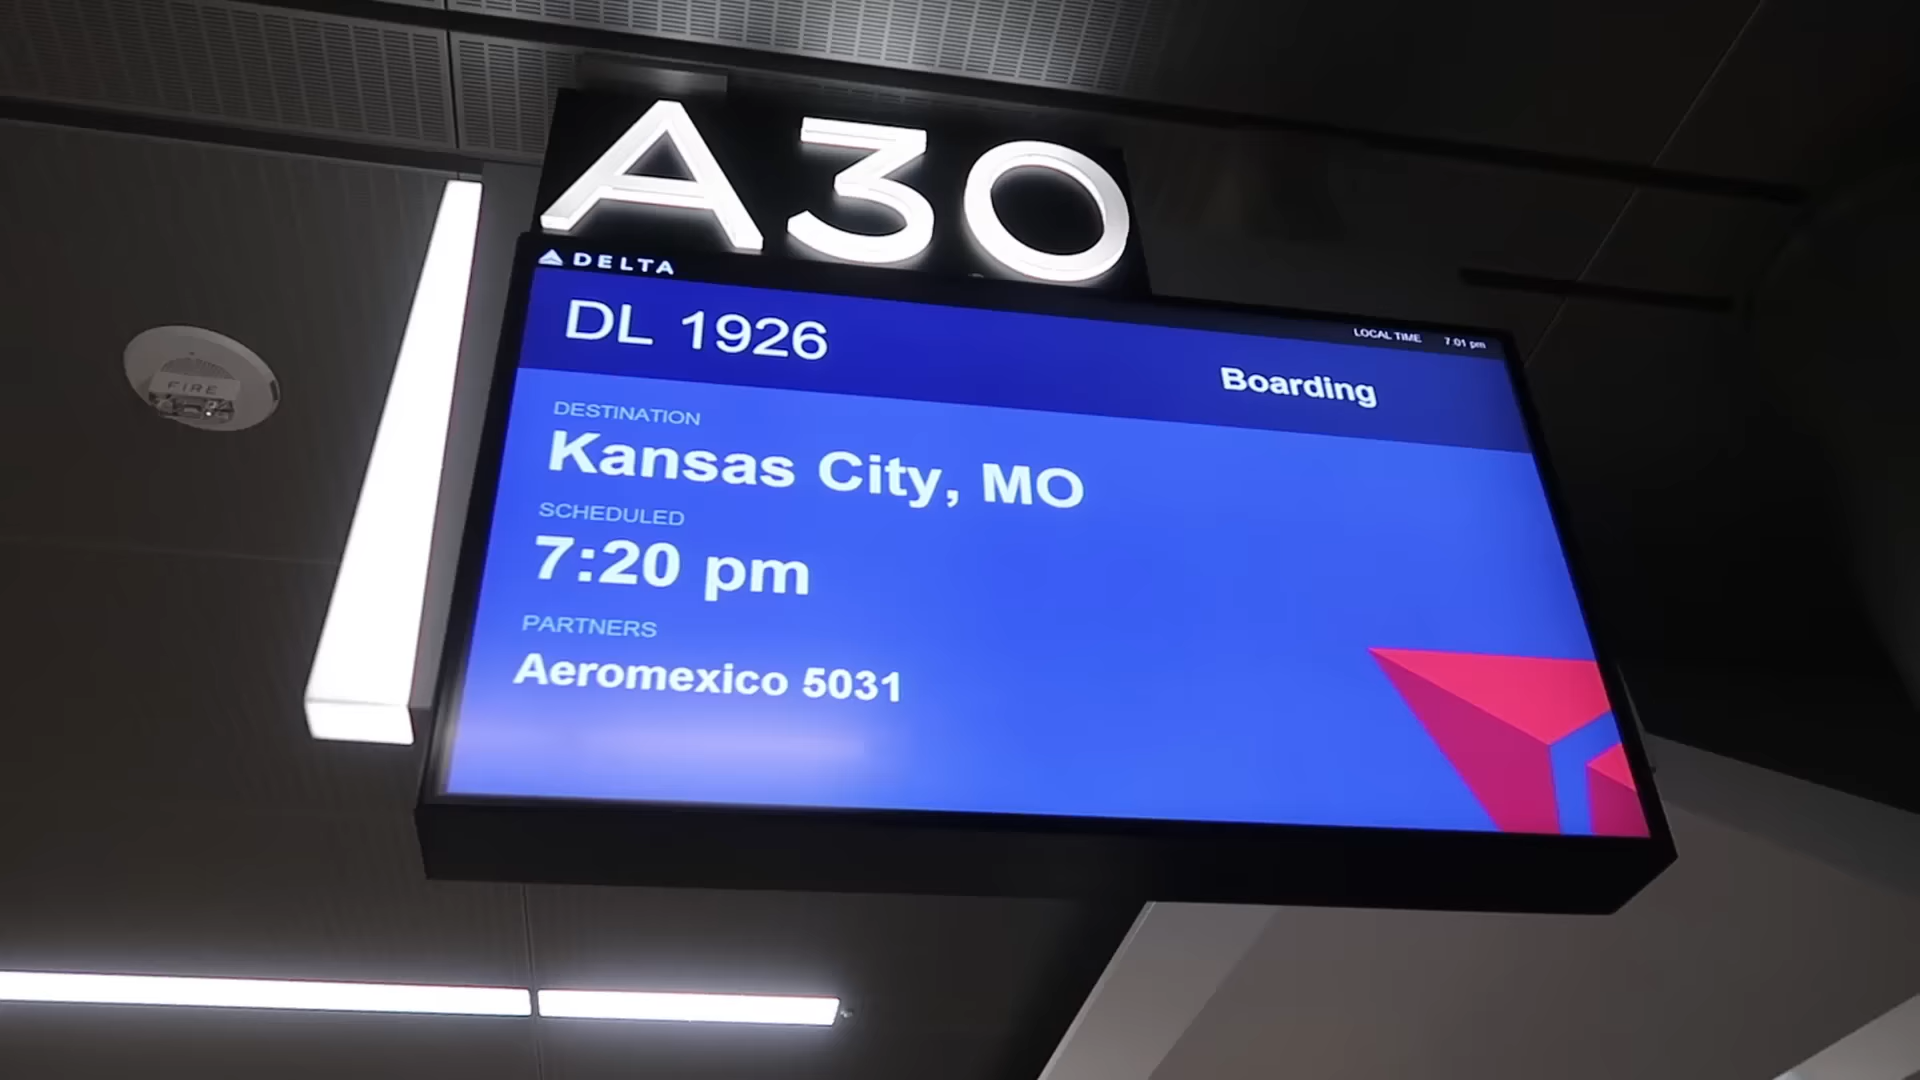 A30
DELTA
LOCAL TIME 7:01 pm
DL 1926
Boarding
DESTINATION
Kansas City, MO
SCHEDULED
7:20 pm
PARTNERS
Aeromexico 5031
FIRE